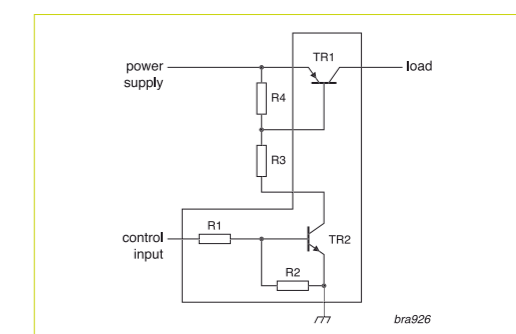 TR1
power
supply
load
R4
R3
R1
control
input
TR2
R2
bra926